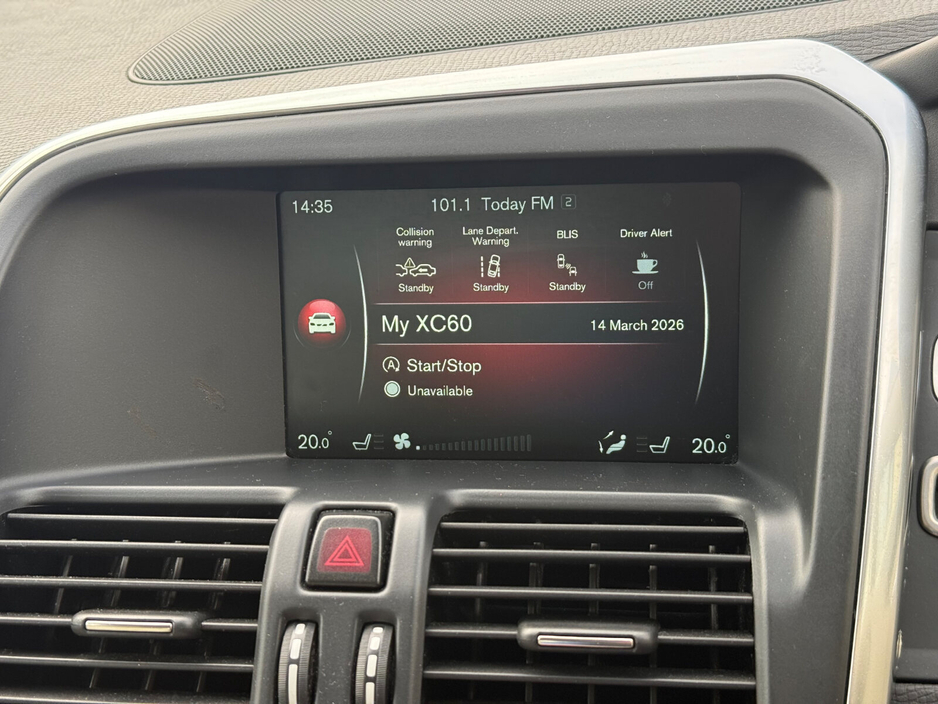 14:35 101.1 Today FM 2
Collision warning
Lane Depart. Warning
BLIS
Driver Alert
Standby Standby Standby Off
My XC60 14 March 2026
A Start/Stop
Unavailable
20.0° 20.0°